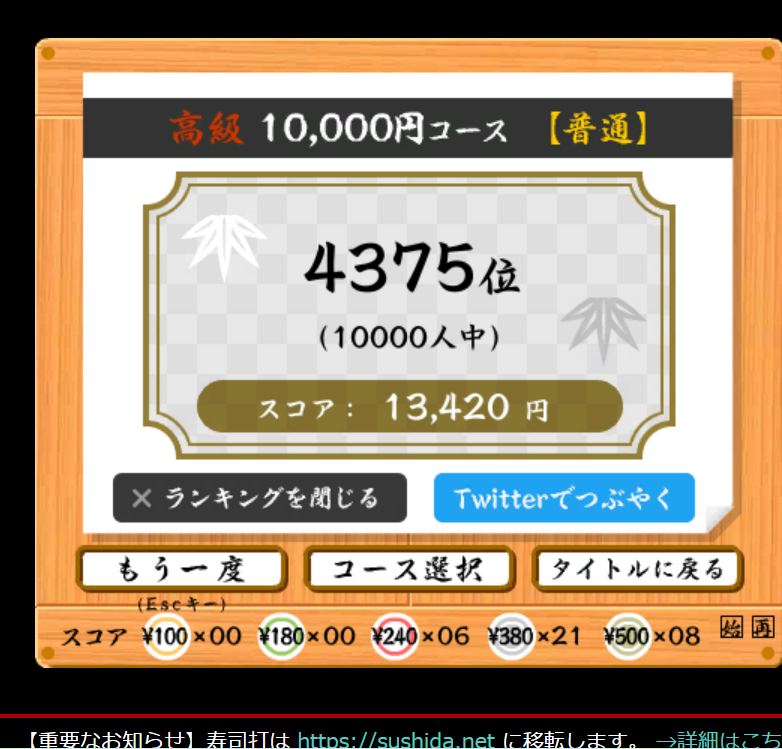 高級 10,000円コース 【普通】
4375位
(10000人中)
スコア： 13,420 円
× ランキングを閉じる
Twitterでつぶやく
もう一度
コース選択
タイトルに戻る
(Escキー)
スコア ¥100×00 ¥180×00 ¥240×06 ¥380×21 ¥500×08 始 再
【重要なお知らせ】寿司打は https://sushida.net に移転します。 →詳細はこち